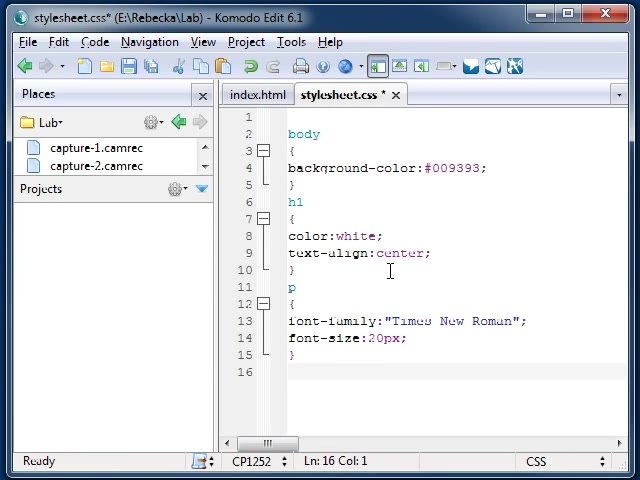 stylesheet.css* (E:\Rebecka\Lab) - Komodo Edit 6.1
File Edit Code Navigation View Project Tools Help
Places
index.html stylesheet.css *
Lab
capture-1.camrec
capture-2.camrec
Projects
1
2 body
3 {
4 background-color:#009393;
5 }
6 h1
7 {
8 color:white;
9 text-align:center;
10 }
11 p
12 {
13 font-family:"Times New Roman";
14 font-size:20px;
15 }
16
Ready CP1252 Ln: 16 Col: 1 CSS